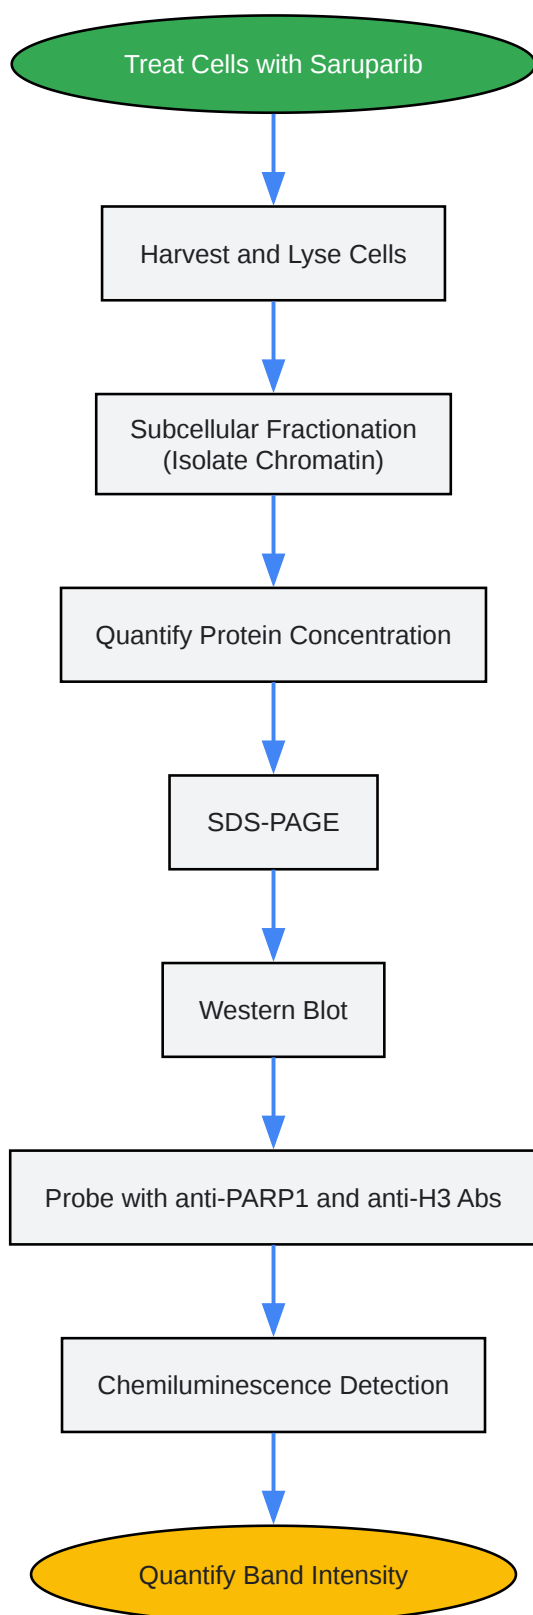 Treat Cells with Saruparib
Harvest and Lyse Cells
Subcellular Fractionation
(Isolate Chromatin)
Quantify Protein Concentration
SDS-PAGE
Western Blot
Probe with anti-PARP1 and anti-H3 Abs
Chemiluminescence Detection
Quantify Band Intensity